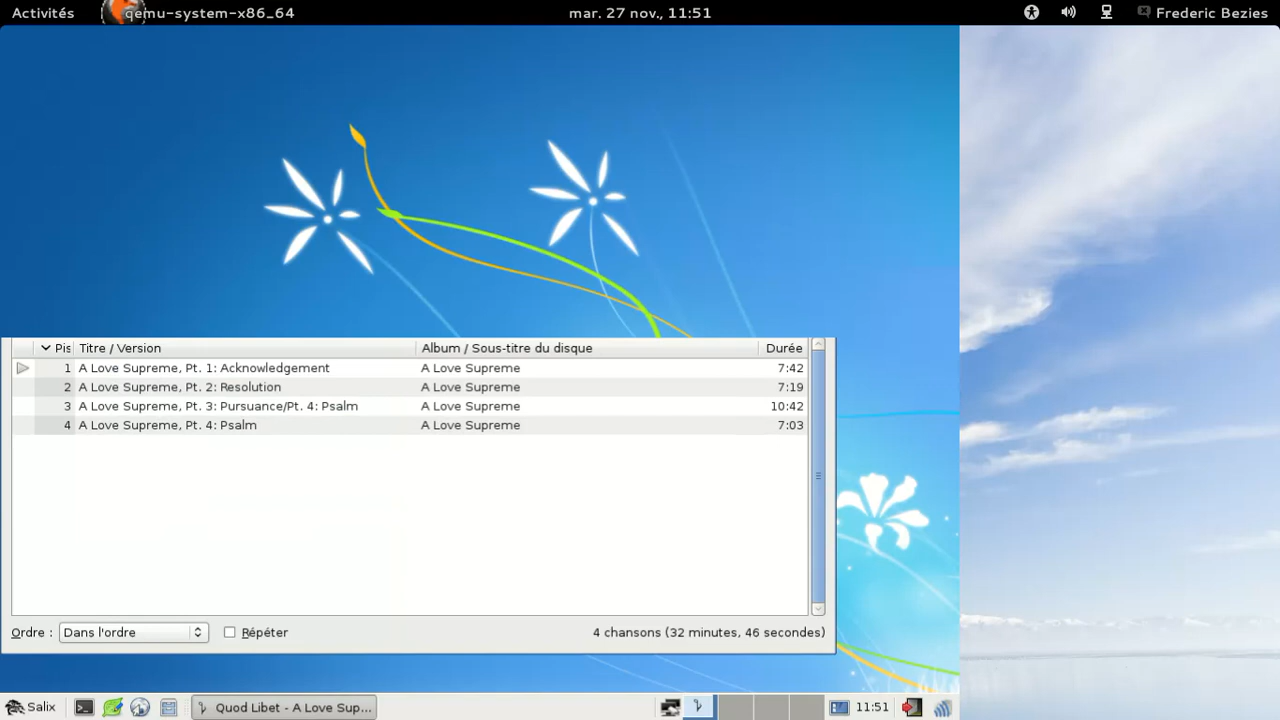 Activités qemu-system-x86_64 mar. 27 nov., 11:51 Frederic Bezies
Pis Titre / Version Album / Sous-titre du disque Durée
1 A Love Supreme, Pt. 1: Acknowledgement A Love Supreme 7:42
2 A Love Supreme, Pt. 2: Resolution A Love Supreme 7:19
3 A Love Supreme, Pt. 3: Pursuance/Pt. 4: Psalm A Love Supreme 10:42
4 A Love Supreme, Pt. 4: Psalm A Love Supreme 7:03
Ordre : Dans l'ordre Répéter 4 chansons (32 minutes, 46 secondes)
Salix Quod Libet - A Love Sup... 11:51